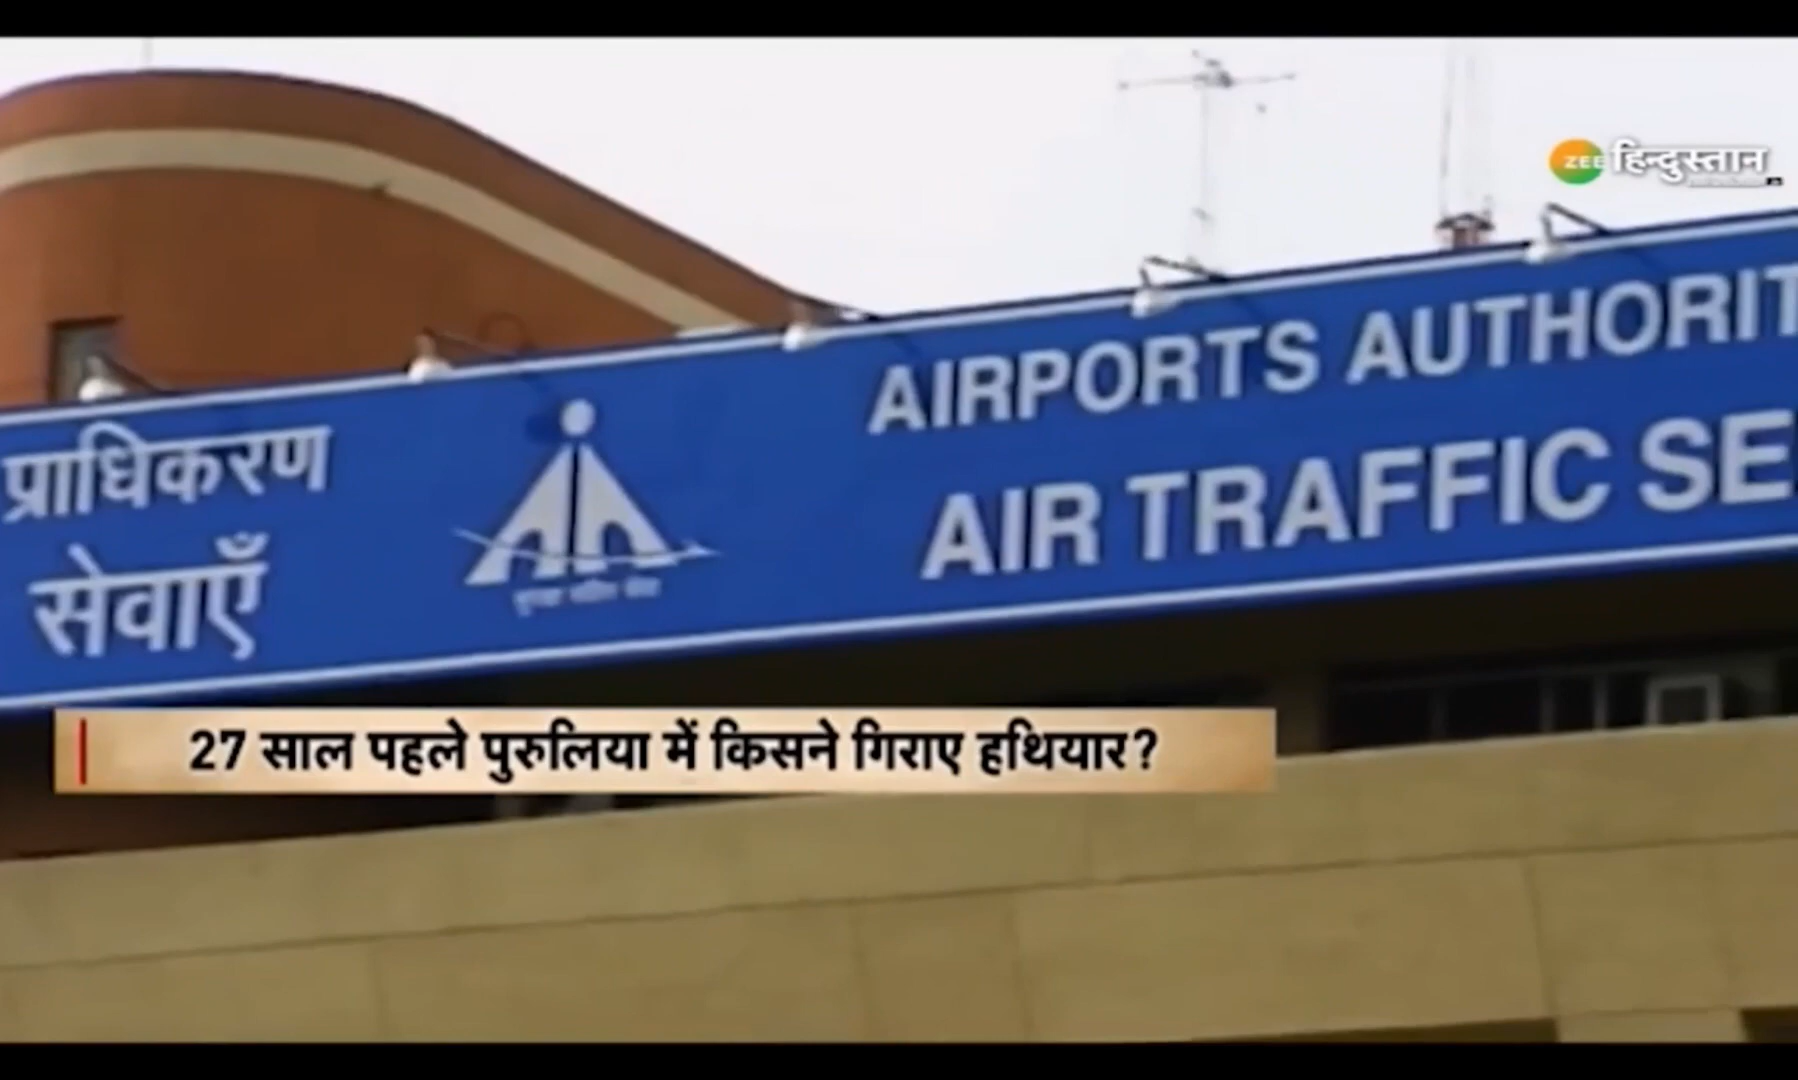 ZEE हिन्दुस्तान
प्राधिकरण
सेवाएँ
AIRPORTS AUTHORIT
AIR TRAFFIC SE
27 साल पहले पुरुलिया में किसने गिराए हथियार?